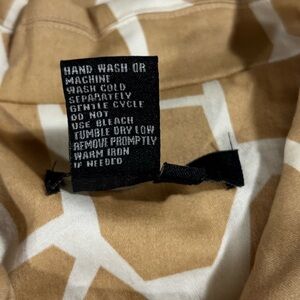 HAND WASH OR
MACHINE
WASH COLD
SEPARATELY
GENTLE CYCLE
DO NOT
USE BLEACH
TUMBLE DRY LOW
REMOVE PROMPTLY
WARM IRON
IF NEEDED